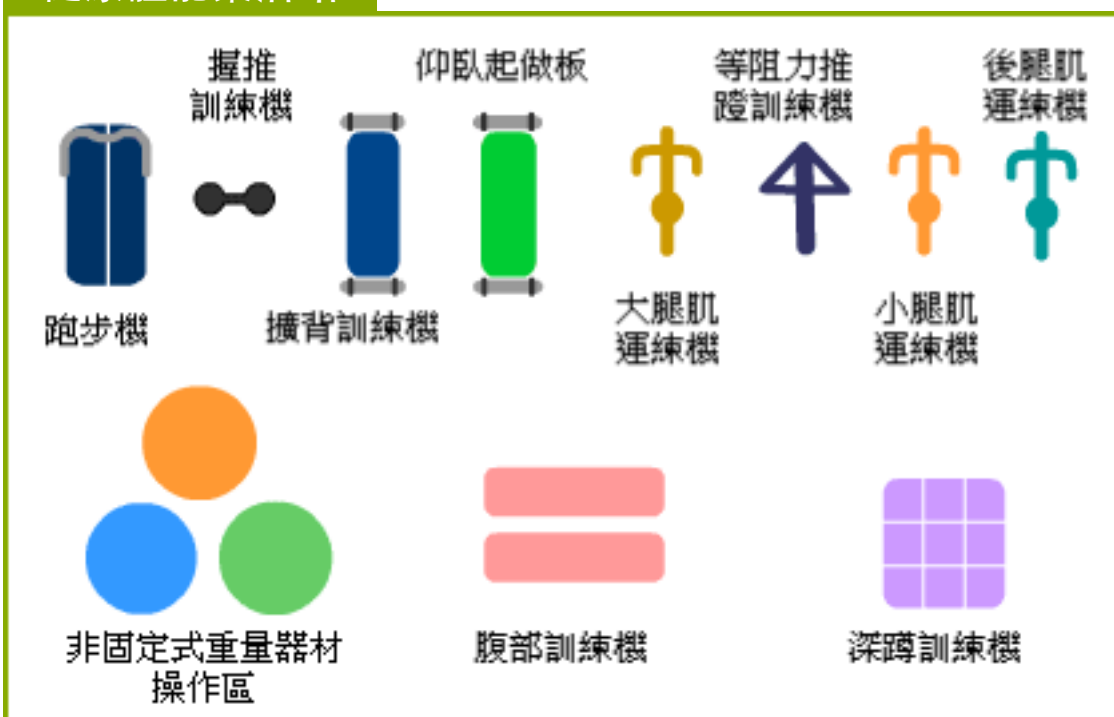 握推
訓練機
仰臥起做板
等阻力推
蹬訓練機
後腿肌
運練機
跑步機
擴背訓練機
大腿肌
運練機
小腿肌
運練機
非固定式重量器材
操作區
腹部訓練機
深蹲訓練機